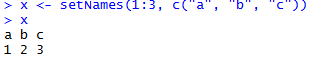 > x <- setNames(1:3, c("a", "b", "c"))
> x
a b c
1 2 3